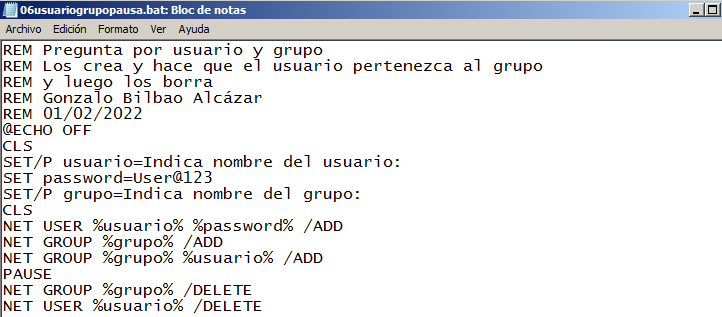 06usuariogrupopausa.bat: Bloc de notas
Archivo Edición Formato Ver Ayuda
REM Pregunta por usuario y grupo
REM Los crea y hace que el usuario pertenezca al grupo
REM y luego los borra
REM Gonzalo Bilbao Alcázar
REM 01/02/2022
@ECHO OFF
CLS
SET/P usuario=Indica nombre del usuario:
SET password=User@123
SET/P grupo=Indica nombre del grupo:
CLS
NET USER %usuario% %password% /ADD
NET GROUP %grupo% /ADD
NET GROUP %grupo% %usuario% /ADD
PAUSE
NET GROUP %grupo% /DELETE
NET USER %usuario% /DELETE